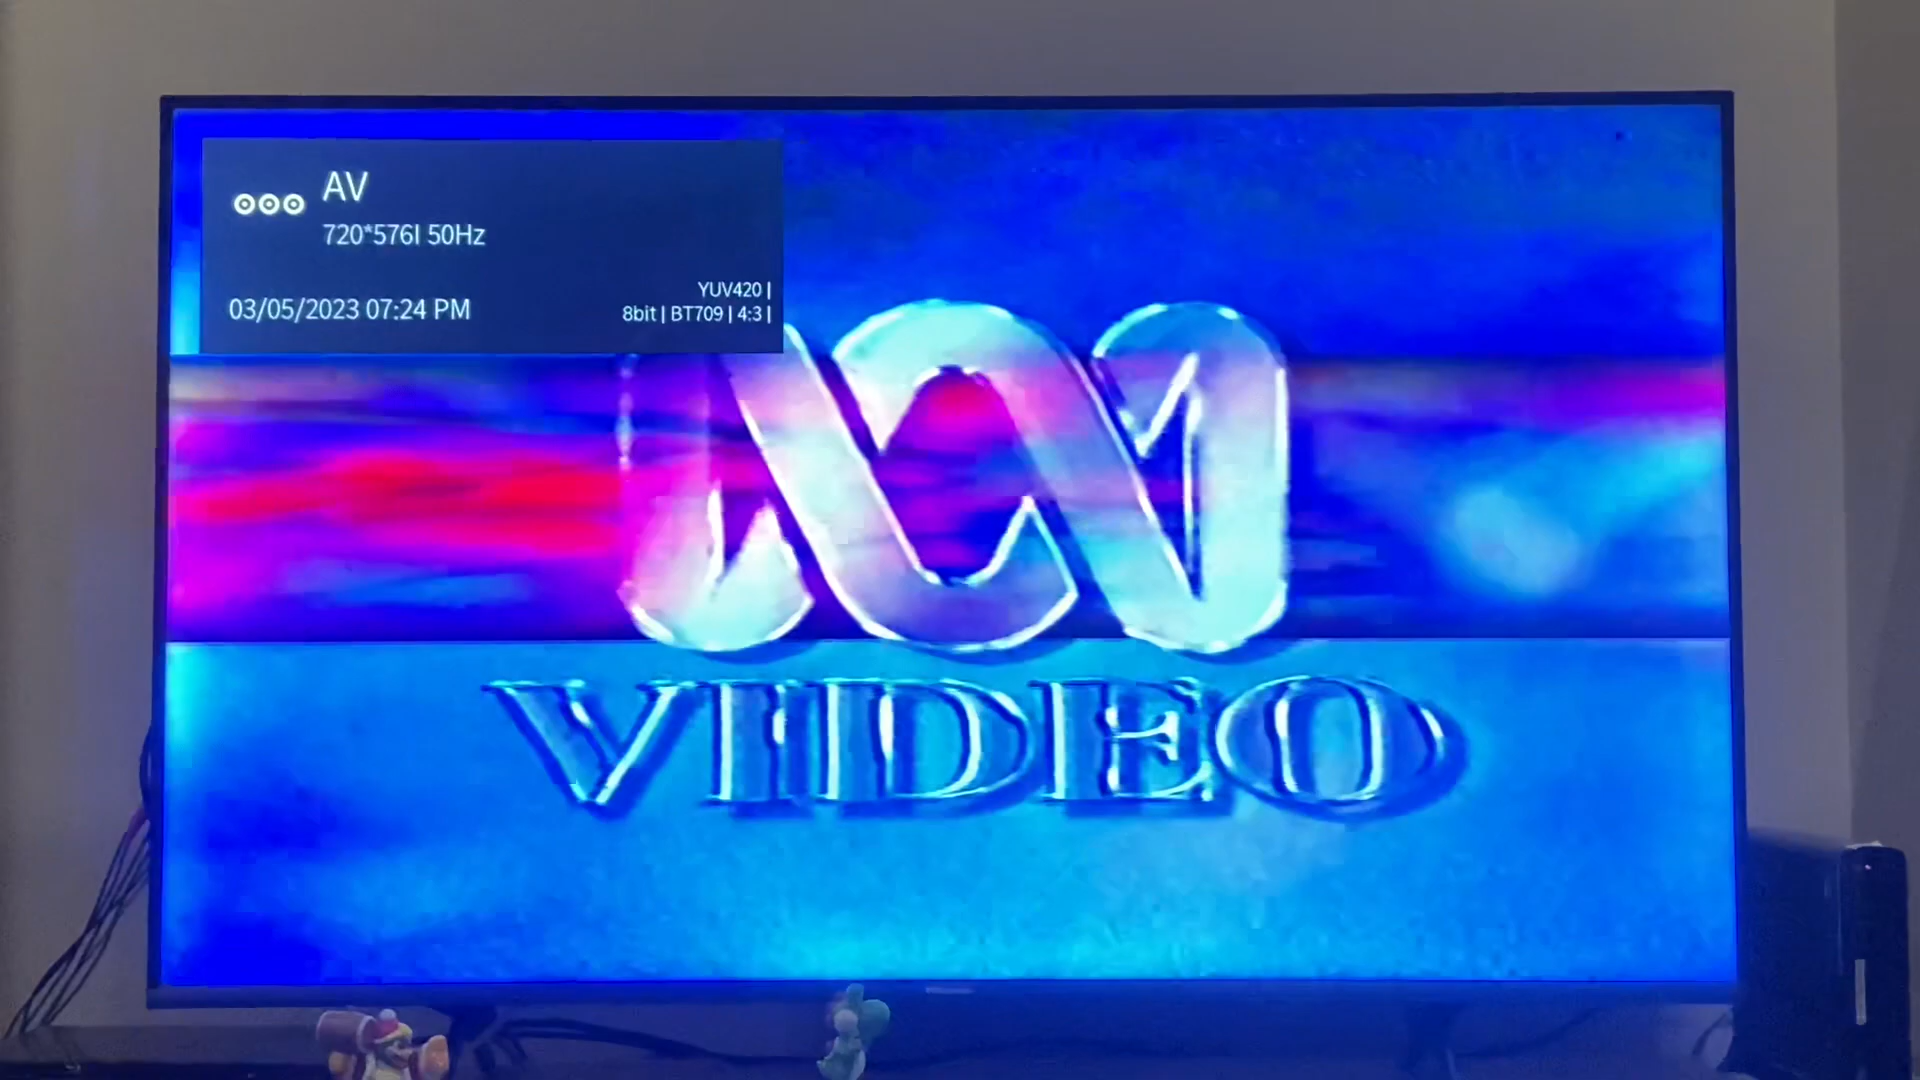 AV
720*576I 50Hz
YUV420 |
03/05/2023 07:24 PM
8bit | BT709 | 4:3 |
VIDEO